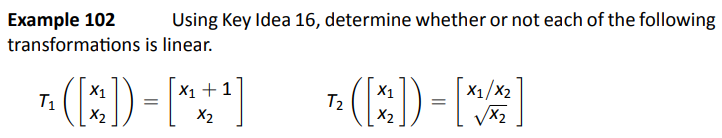 Example 102 Using Key Idea 16, determine whether or not each of the following
transformations is linear.
T₁([x₁ x₂]) = [x₁ + 1 x₂] T₂([x₁ x₂]) = [x₁/x₂ √x₂]